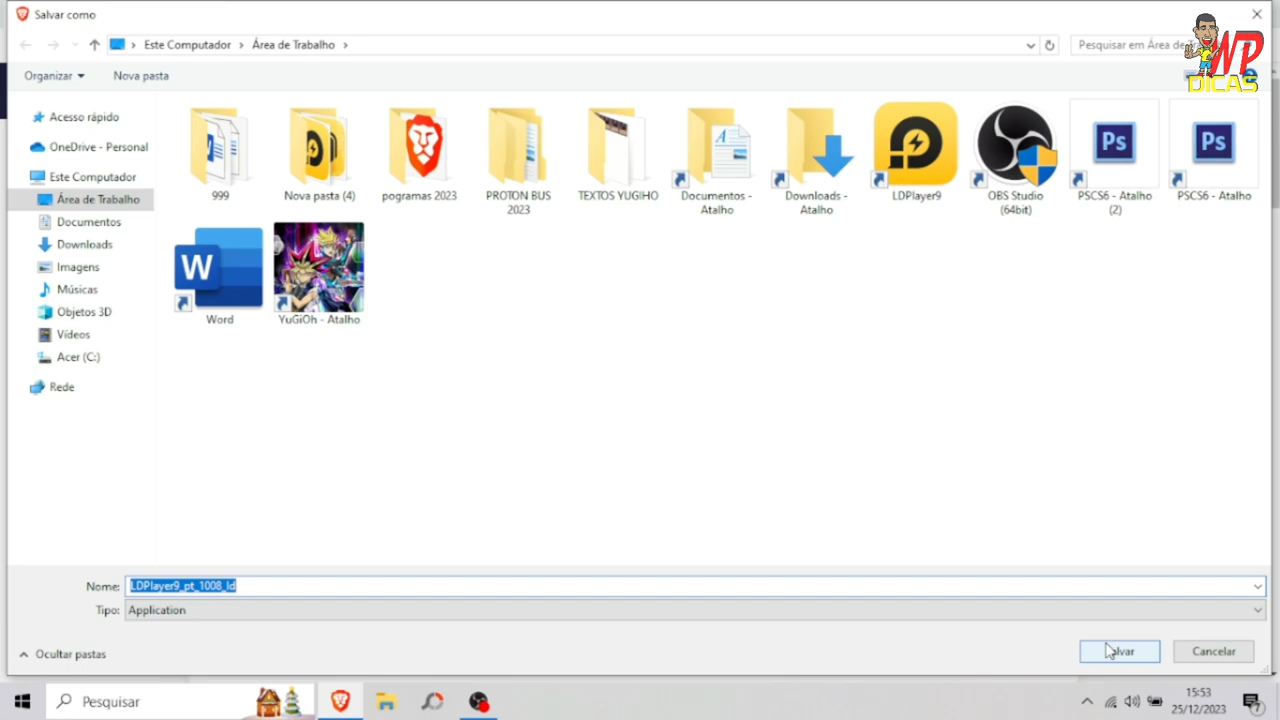 Salvar como
Este Computador
Área de Trabalho
Pesquisar em Área de
WP
DICAS
Organizar
Nova pasta
Acesso rápido
OneDrive - Personal
Este Computador
Área de Trabalho
Documentos
Downloads
Imagens
Músicas
Objetos 3D
Vídeos
Acer (C:)
Rede
999
Nova pasta (4)
pogramas 2023
PROTON BUS
2023
TEXTOS YUGIHO
Documentos -
Atalho
Downloads -
Atalho
LDPlayer9
OBS Studio
(64bit)
Ps
PSCS6 - Atalho
(2)
Ps
PSCS6 - Atalho
W
Word
YuGiOh - Atalho
Nome:
LDPlayer9_pt_1008_ld
Tipo:
Application
Ocultar pastas
Cancelar
Pesquisar
15:53
25/12/2023
7